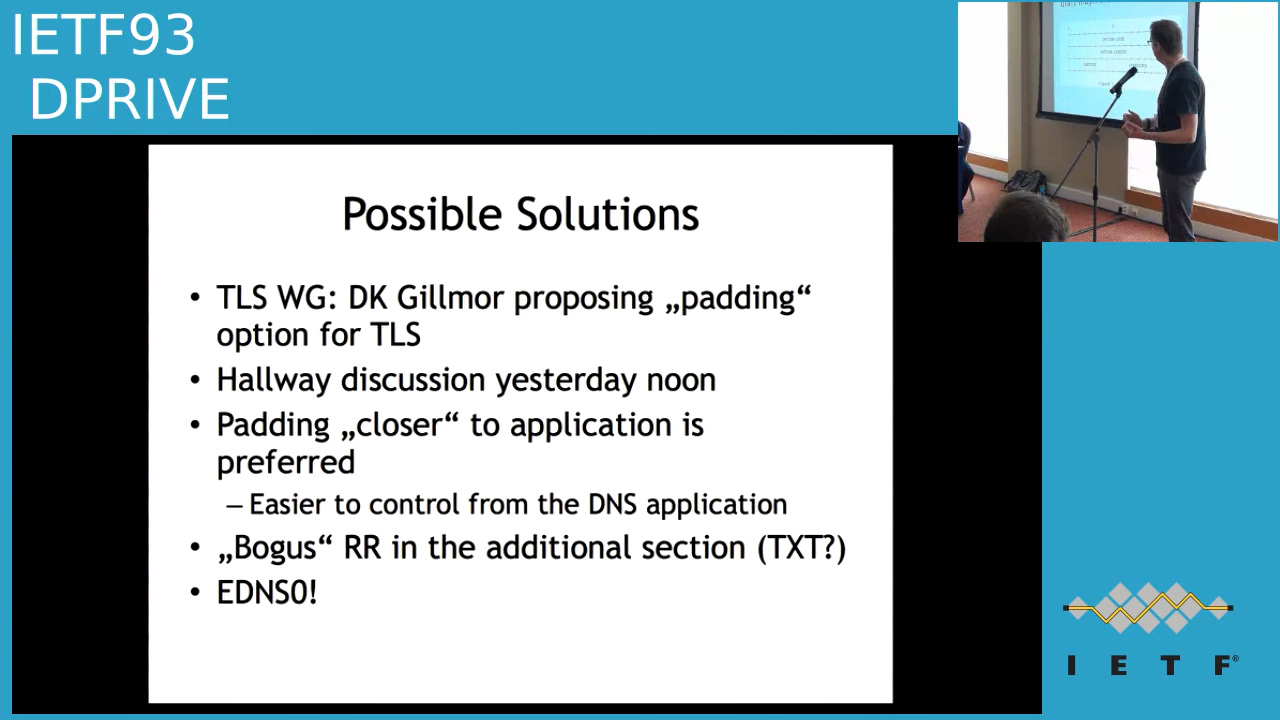 IETF93
DPRIVE
Possible Solutions
• TLS WG: DK Gillmor proposing „padding“
option for TLS
• Hallway discussion yesterday noon
• Padding „closer“ to application is
preferred
– Easier to control from the DNS application
• „Bogus“ RR in the additional section (TXT?)
• EDNS0!
I E T F®